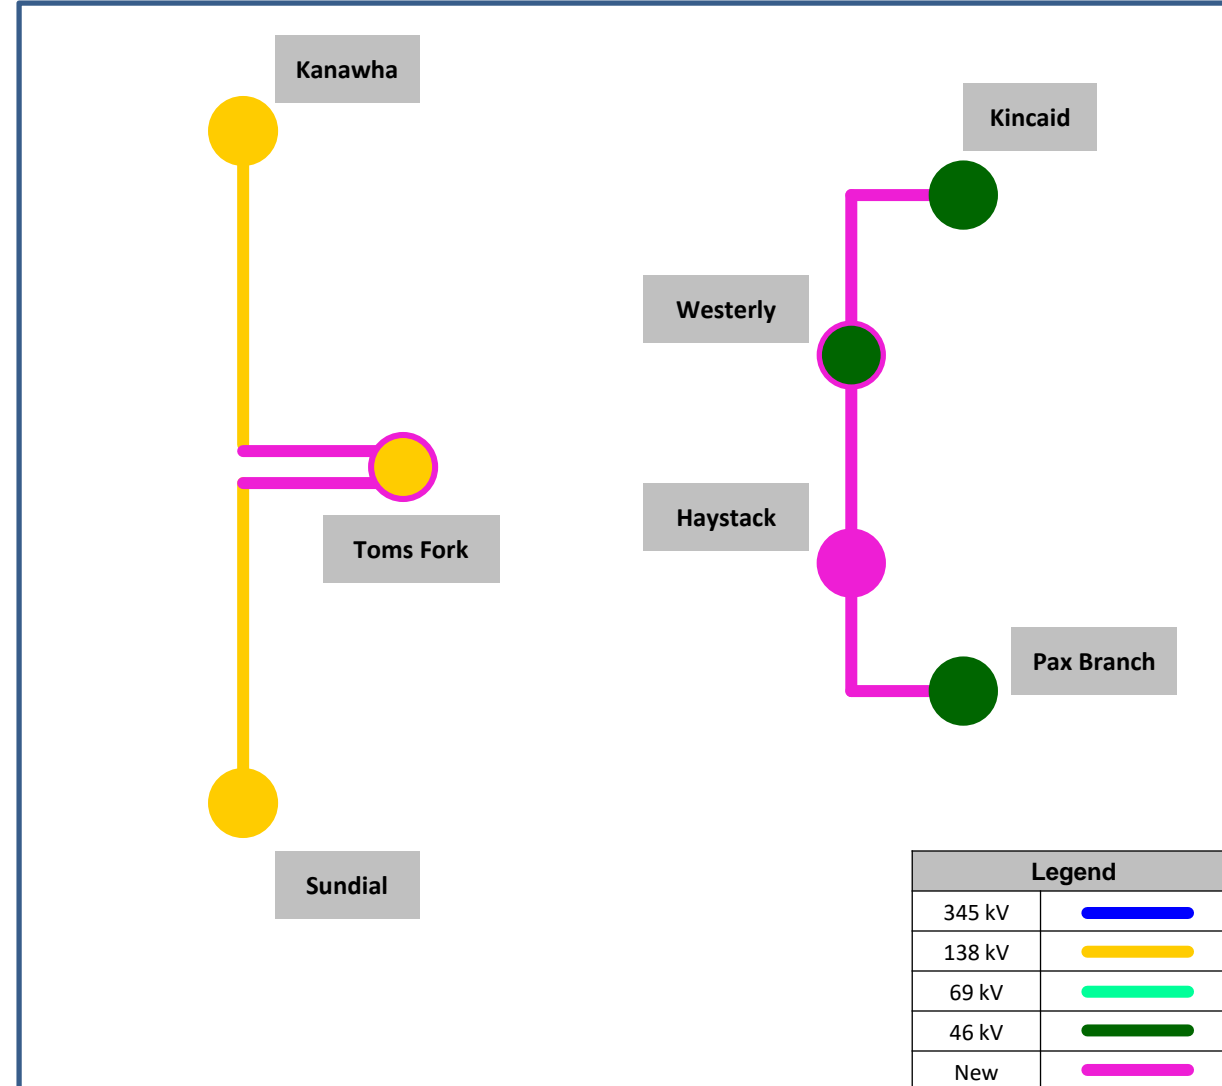 Kanawha
Kincaid
Westerly
Haystack
Toms Fork
Pax Branch
Sundial
Legend
345 kV
138 kV
69 kV
46 kV
New